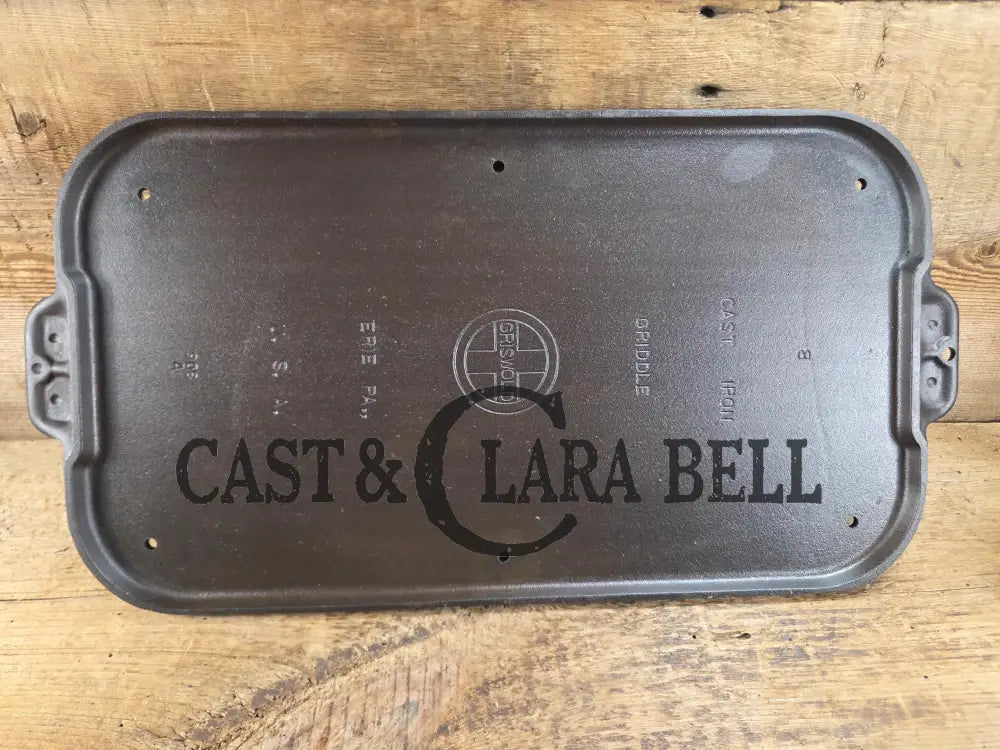 8
CAST IRON
GRIDDLE
GRISWOLD
ERIE PA.,
U. S. A.
CAST & CLARA BELL